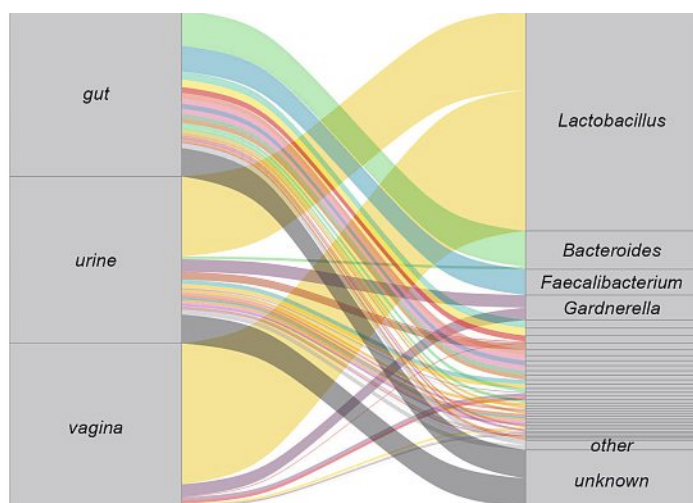 gut
urine
vagina
Lactobacillus
Bacteroides
Faecalibacterium
Gardnerella
other
unknown